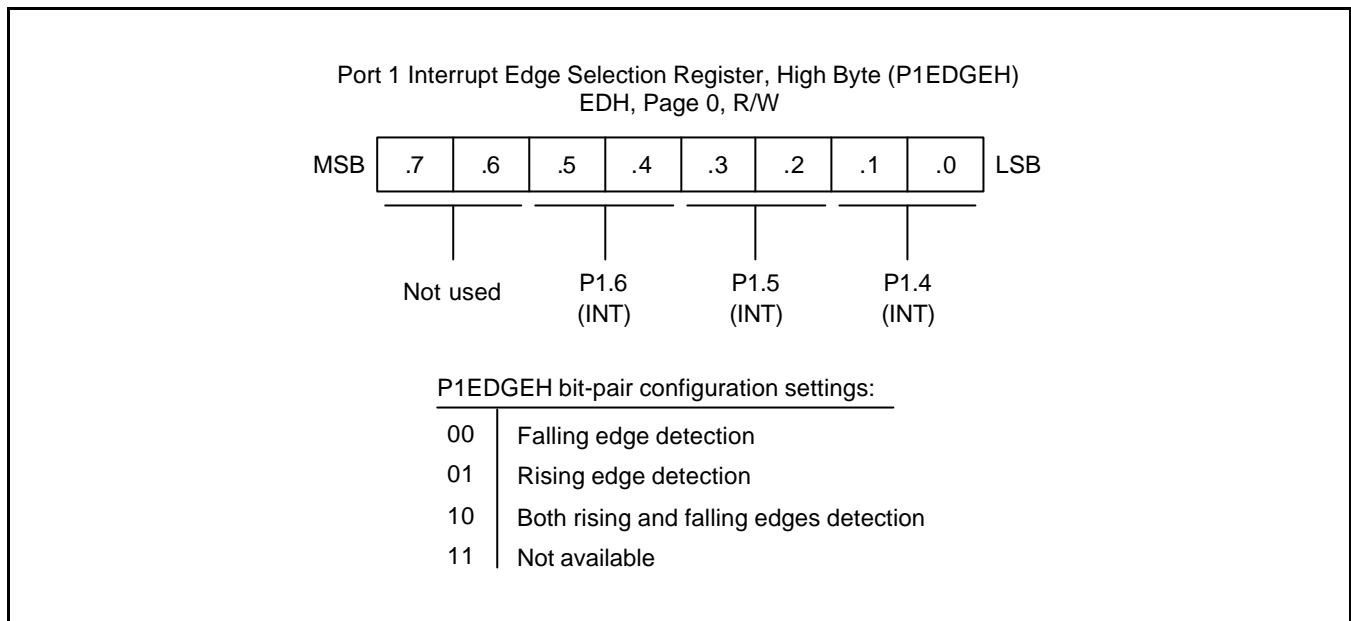 Port 1 Interrupt Edge Selection Register, High Byte (P1EDGEH)
EDH, Page 0, R/W
MSB .7 .6 .5 .4 .3 .2 .1 .0 LSB
Not used P1.6 P1.5 P1.4
(INT) (INT) (INT)
P1EDGEH bit-pair configuration settings:
00 Falling edge detection
01 Rising edge detection
10 Both rising and falling edges detection
11 Not available